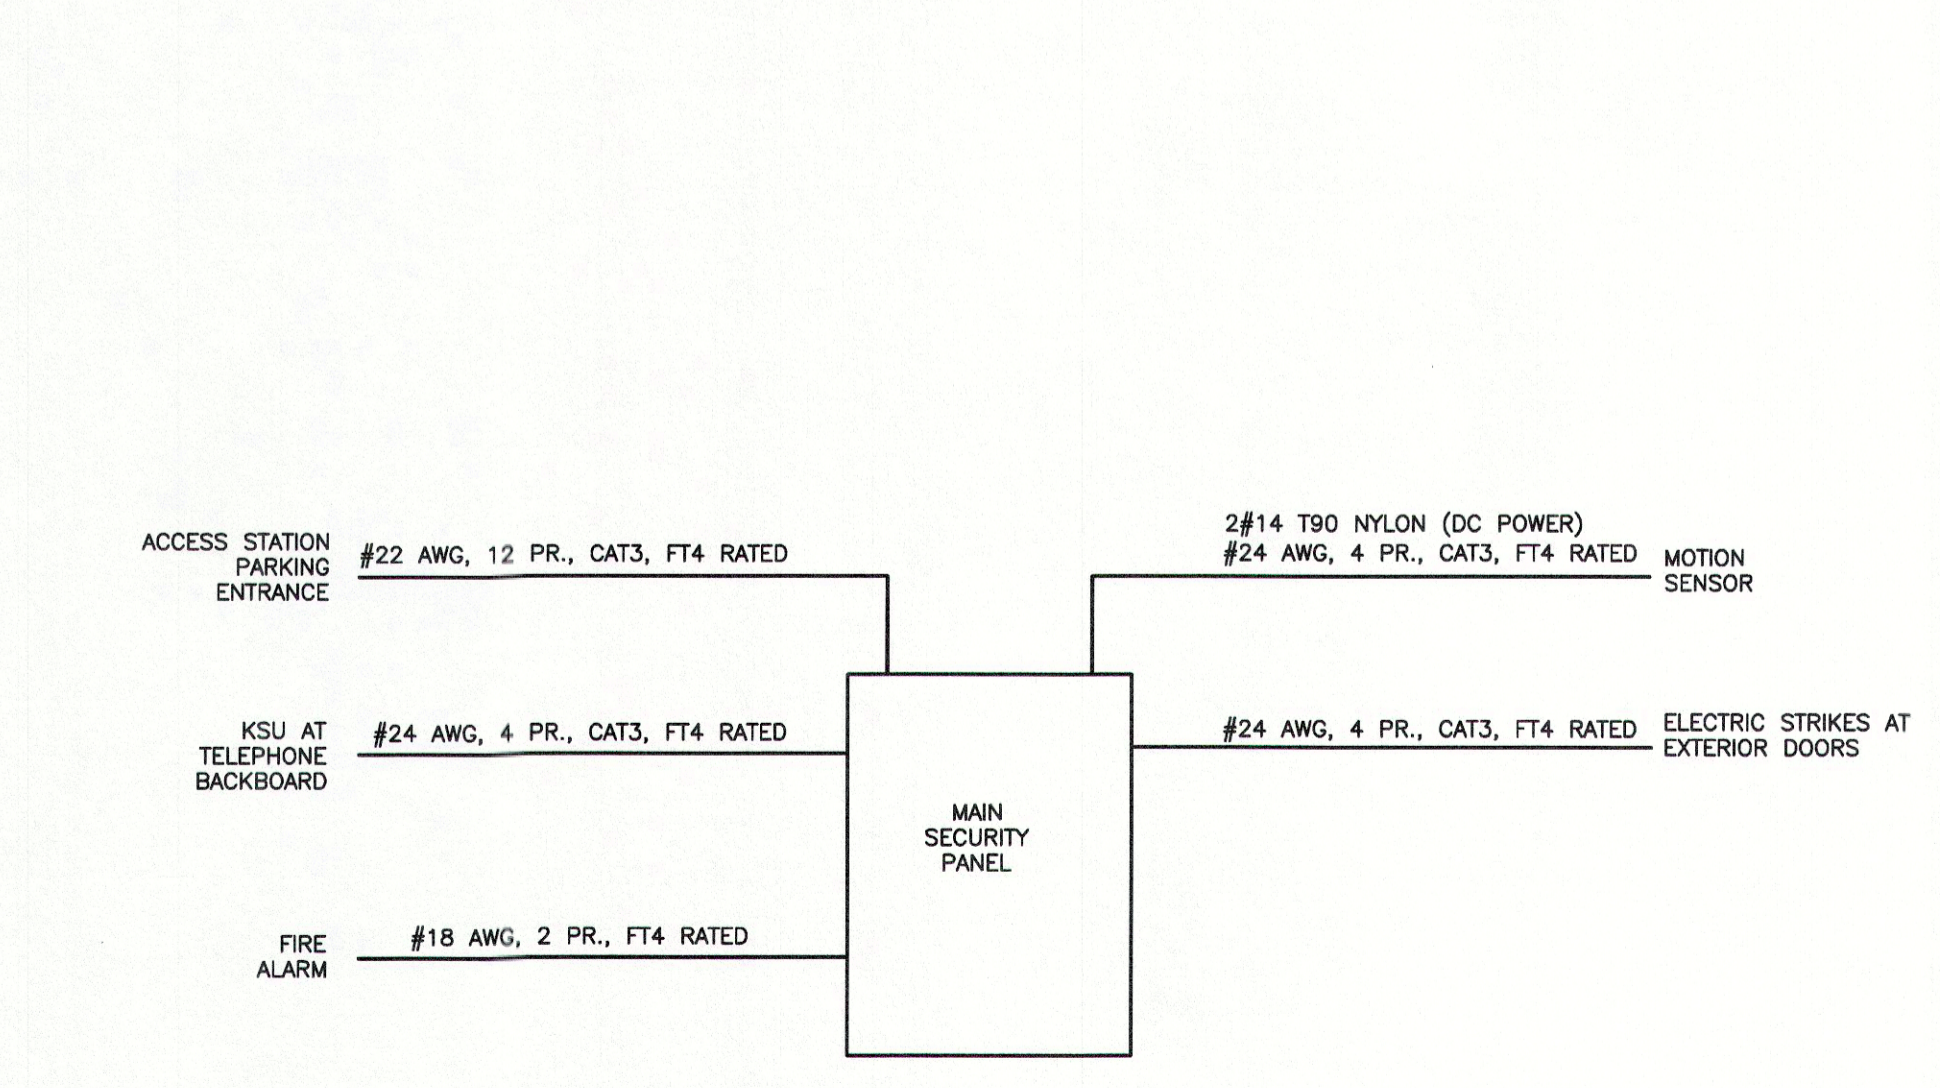 ACCESS STATION
PARKING
ENTRANCE
#22 AWG, 12 PR., CAT3, FT4 RATED
2#14 T90 NYLON (DC POWER)
#24 AWG, 4 PR., CAT3, FT4 RATED
MOTION
SENSOR
KSU AT
TELEPHONE
BACKBOARD
#24 AWG, 4 PR., CAT3, FT4 RATED
#24 AWG, 4 PR., CAT3, FT4 RATED
ELECTRIC STRIKES AT
EXTERIOR DOORS
MAIN
SECURITY
PANEL
FIRE
ALARM
#18 AWG, 2 PR., FT4 RATED